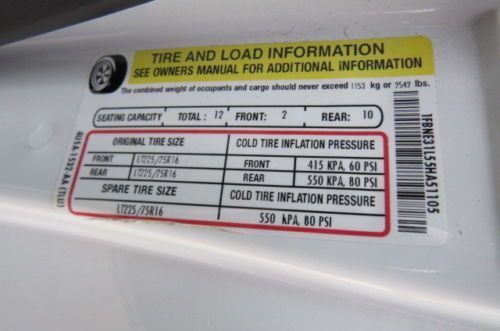 TIRE AND LOAD INFORMATION
SEE OWNERS MANUAL FOR ADDITIONAL INFORMATION
The combined weight of occupants and cargo should never exceed 1153 kg or 2542 lbs.
SEATING CAPACITY TOTAL: 12 FRONT: 2 REAR: 10
ORIGINAL TIRE SIZE COLD TIRE INFLATION PRESSURE
FRONT LT225/75R16 FRONT 415 KPA, 60 PSI
REAR LT225/75R16 REAR 550 KPA, 80 PSI
SPARE TIRE SIZE COLD TIRE INFLATION PRESSURE
LT225/75R16 550 KPA, 80 PSI
1FBNE31L55HA51105